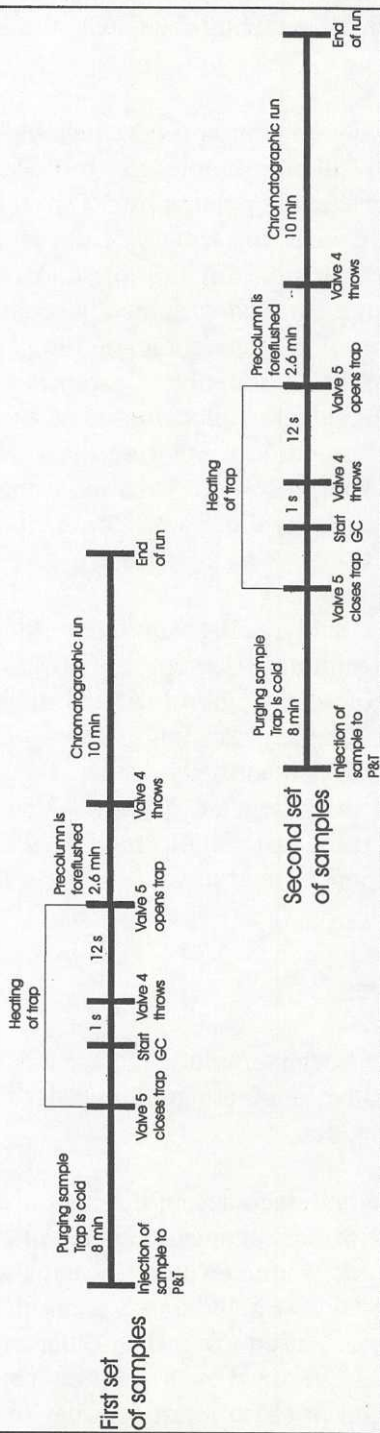 Heating
of trap
Purging sample
Trap is cold
8 min
1 s
12 s
Precolumn is
foreflushed
2.6 min
Chromatographic run
10 min
First set
of samples
Injection of
sample to
P&T
Valve 5
closes trap
Start
GC
Valve 4
throws
Valve 5
opens trap
Valve 4
throws
End
of run
Heating
of trap
Purging sample
Trap is cold
8 min
1 s
12 s
Precolumn is
foreflushed
2.6 min
Chromatographic run
10 min
Second set
of samples
Injection of
sample to
P&T
Valve 5
closes trap
Start
GC
Valve 4
throws
Valve 5
opens trap
Valve 4
throws
End
of run